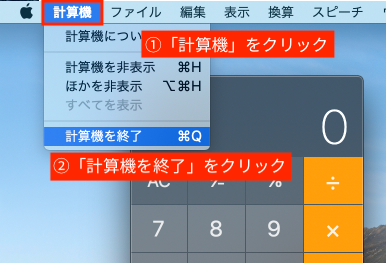 計算機 ファイル 編集 表示 換算 スピーチ
計算機につい
①「計算機」をクリック
計算機を非表示 ⌘H
ほかを非表示 ⌥⌘H
すべてを表示
計算機を終了 ⌘Q
0
②「計算機を終了」をクリック
AC %
÷
7 8 9 ×